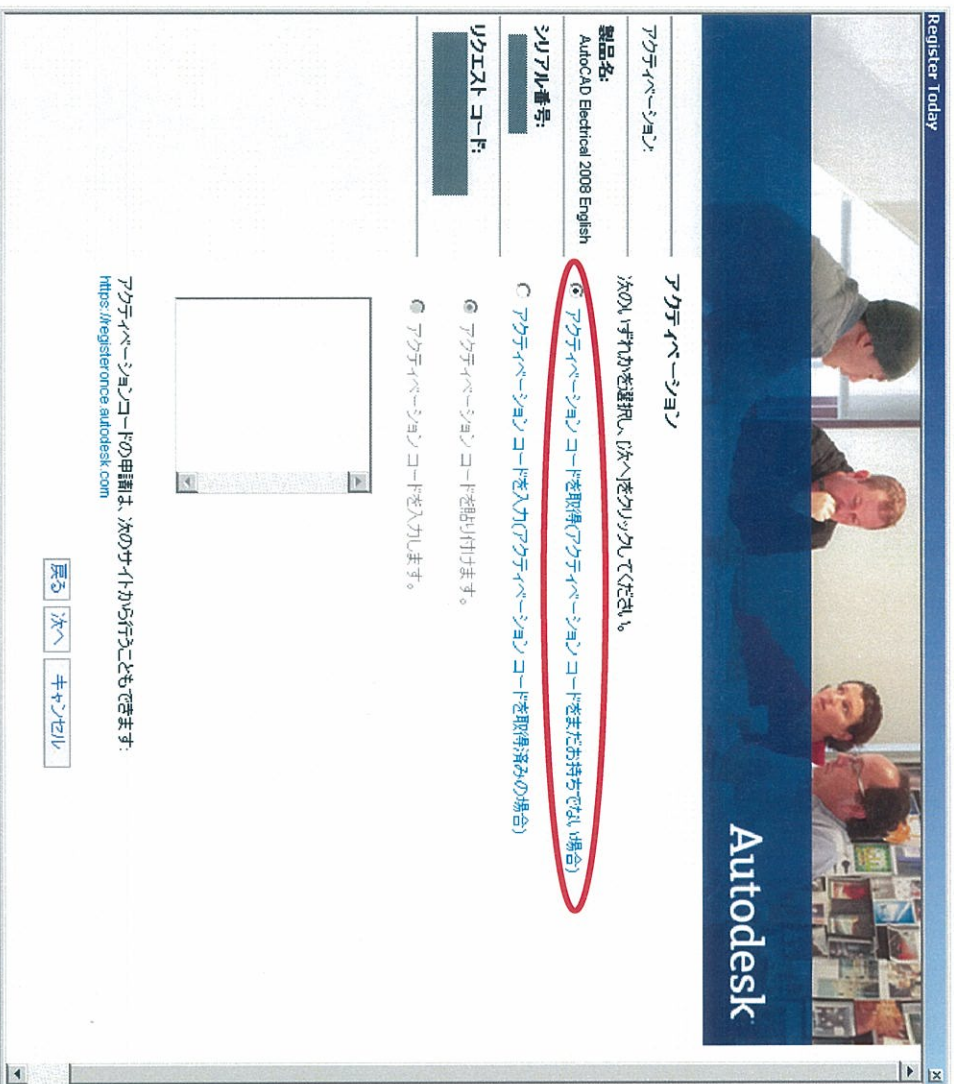 Register Today
Autodesk
アクティベーション:
製品名:
AutoCAD Electrical 2008 English
シリアル番号:
リクエスト コード:
アクティベーション
次のいずれかを選択し、[次へ]をクリックしてください。
アクティベーション コードを取得(アクティベーション コードをまだお持ちでない場合)
アクティベーション コードを入力(アクティベーション コードを取得済みの場合)
アクティベーション コードを貼り付けます。
アクティベーション コードを入力します。
アクティベーションコードの申請は、次のサイトから行うこともできます:
https://registeronce.autodesk.com
戻る 次へ キャンセル